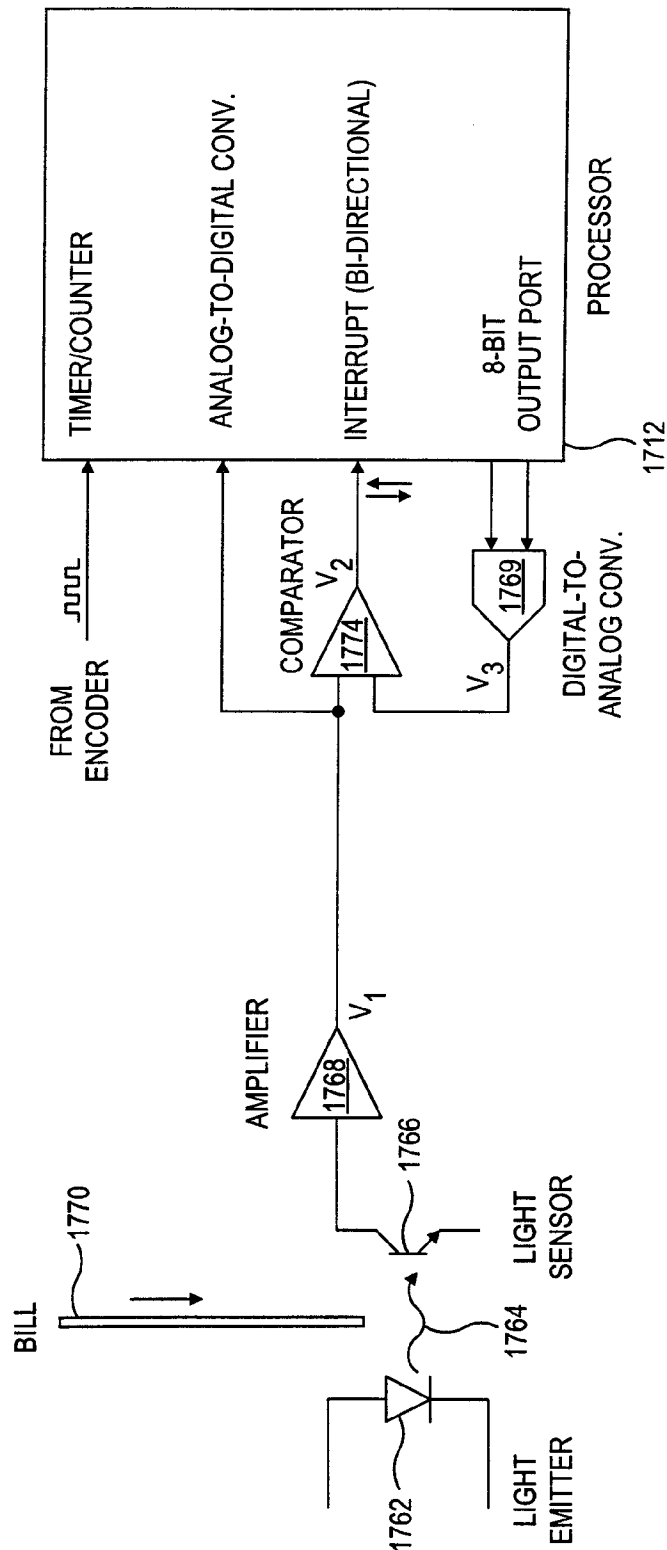 BILL
1770
LIGHT
EMITTER
1762
1764
LIGHT
SENSOR
1766
AMPLIFIER
1768
V1
FROM
ENCODER
COMPARATOR
1774
V2
V3
1769
DIGITAL-TO-
ANALOG CONV.
TIMER/COUNTER
ANALOG-TO-DIGITAL CONV.
INTERRUPT (BI-DIRECTIONAL)
8-BIT
OUTPUT PORT
PROCESSOR
1712